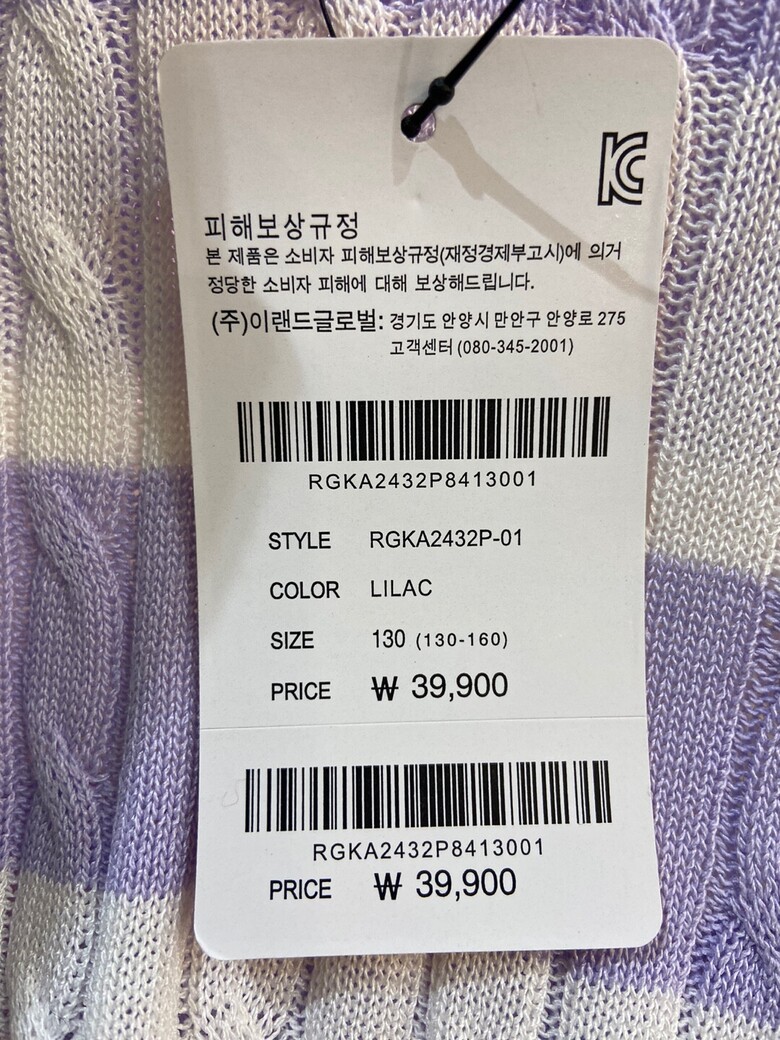 KC
피해보상규정
본 제품은 소비자 피해보상규정(재정경제부고시)에 의거
정당한 소비자 피해에 대해 보상해드립니다.
(주)이랜드글로벌: 경기도 안양시 만안구 안양로 275
고객센터 (080-345-2001)
RGKA2432P8413001
STYLE RGKA2432P-01
COLOR LILAC
SIZE 130 (130-160)
PRICE ₩ 39,900
RGKA2432P8413001
PRICE ₩ 39,900